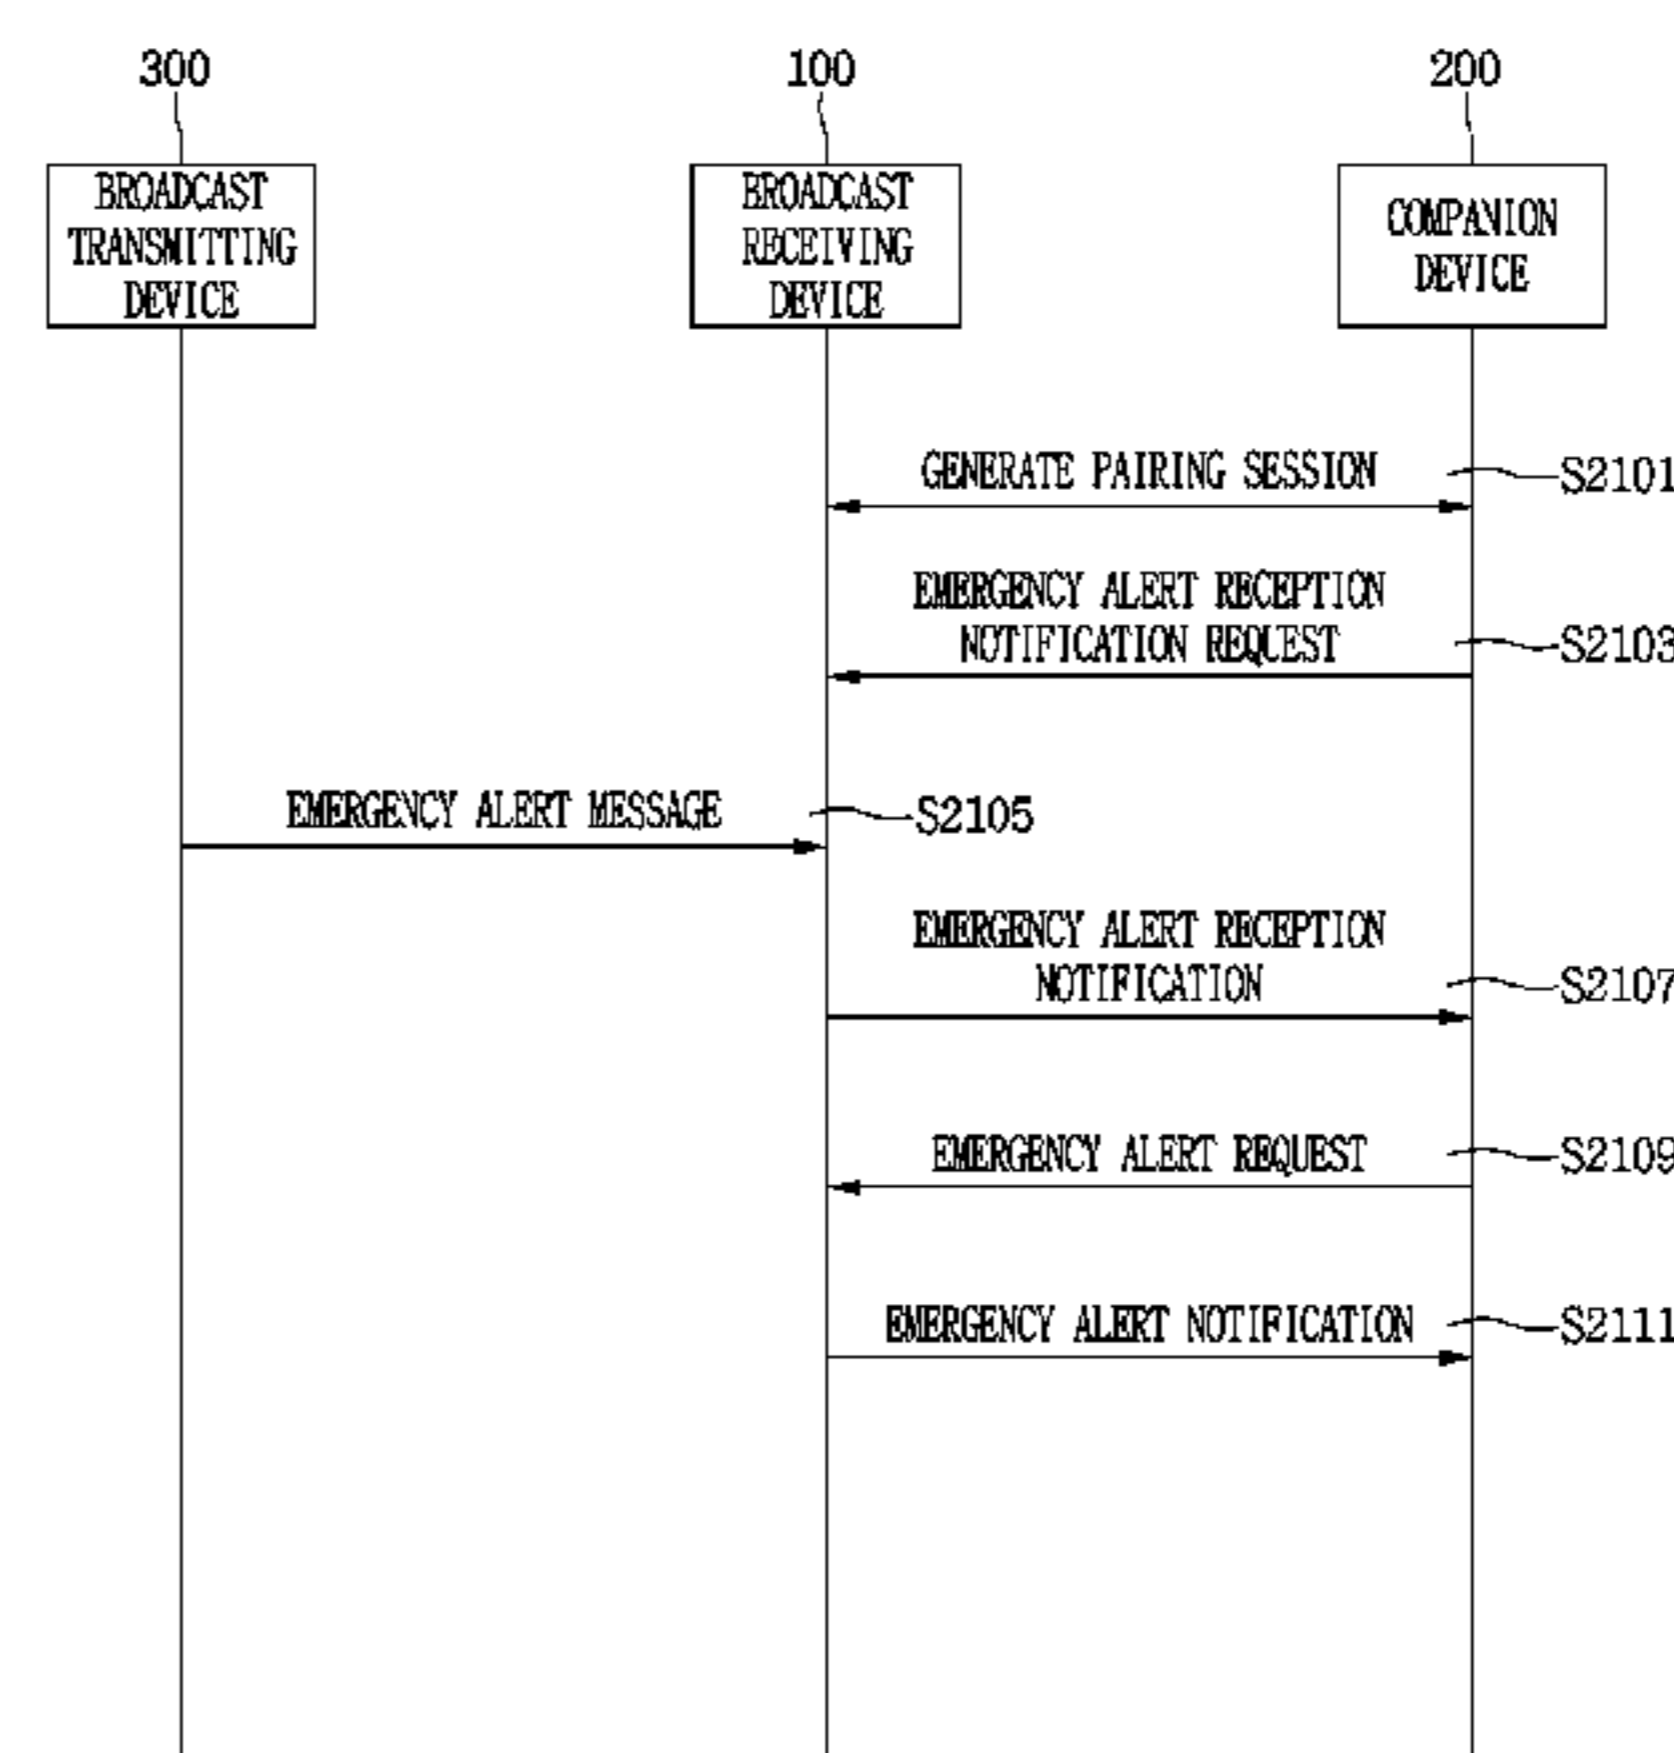 300
100
200
BROADCAST
TRANSMITTING
DEVICE
BROADCAST
RECEIVING
DEVICE
COMPANION
DEVICE
GENERATE PAIRING SESSION
S2101
EMERGENCY ALERT RECEPTION
NOTIFICATION REQUEST
S2103
EMERGENCY ALERT MESSAGE
S2105
EMERGENCY ALERT RECEPTION
NOTIFICATION
S2107
EMERGENCY ALERT REQUEST
S2109
EMERGENCY ALERT NOTIFICATION
S2111